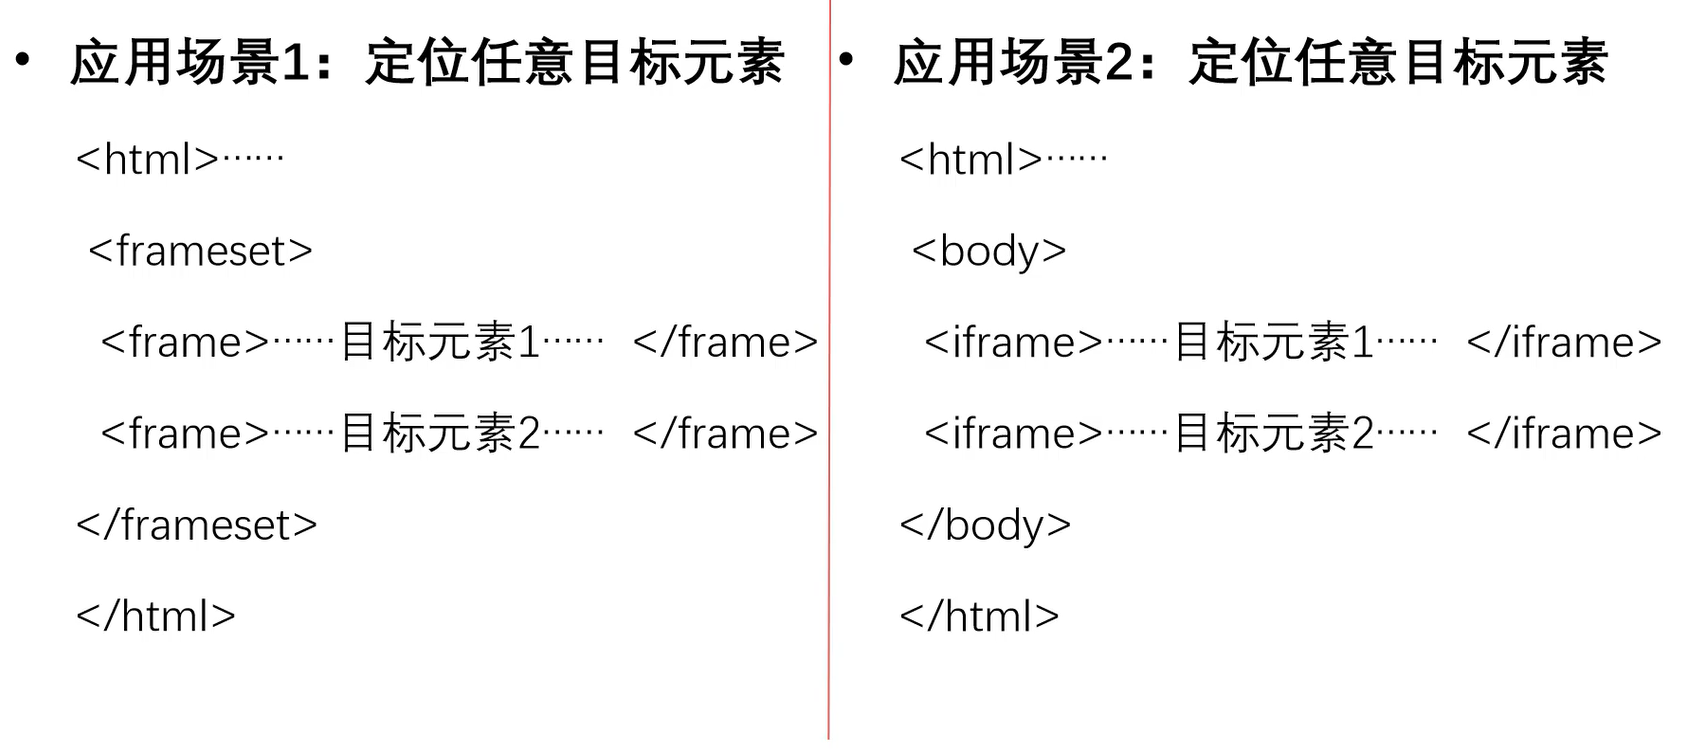 • 应用场景1：定位任意目标元素
<html>……
<frameset>
<frame>……目标元素1…… </frame>
<frame>……目标元素2…… </frame>
</frameset>
</html>
• 应用场景2：定位任意目标元素
<html>……
<body>
<iframe>……目标元素1…… </iframe>
<iframe>……目标元素2…… </iframe>
</body>
</html>